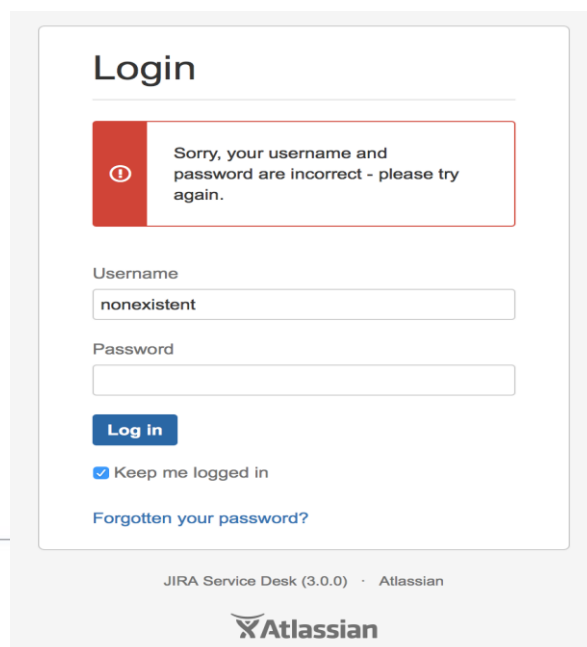 Login
Sorry, your username and
password are incorrect - please try
again.
Username
nonexistent
Password
Log in
Keep me logged in
Forgotten your password?
JIRA Service Desk (3.0.0) · Atlassian
Atlassian